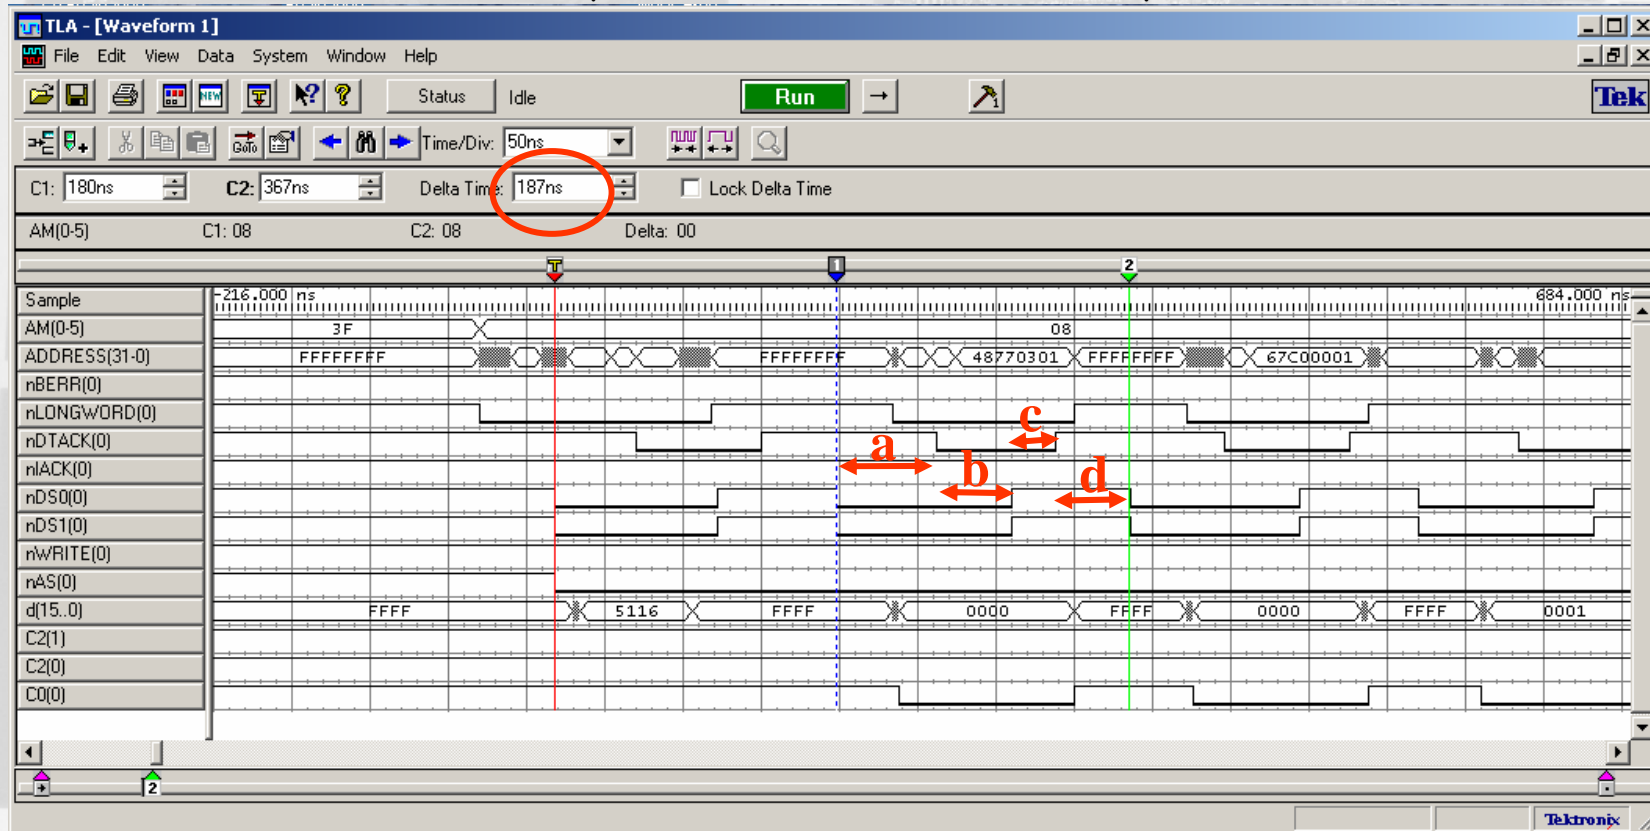 TLA - [Waveform 1]
File Edit View Data System Window Help
Status Idle Run Tek
NEW GoTo Time/Div: 50ns
C1: 180ns C2: 367ns Delta Time: 187ns Lock Delta Time
AM(0-5) C1: 08 C2: 08 Delta: 00
T 1 2
Sample -216.000 ns 684.000 ns
AM(0-5) 3F 08
ADDRESS(31-0) FFFFFFFF FFFFFFFF 48770301 FFFFFFFF 67C00001
nBERR(0)
nLONGWORD(0)
c
nDTACK(0)
a
nIACK(0)
b d
nDS0(0)
nDS1(0)
nWRITE(0)
nAS(0)
d(15..0) FFFF 5116 FFFF 0000 FFFF 0000 FFFF 0001
C2(1)
C2(0)
C0(0)
2
Tektronix